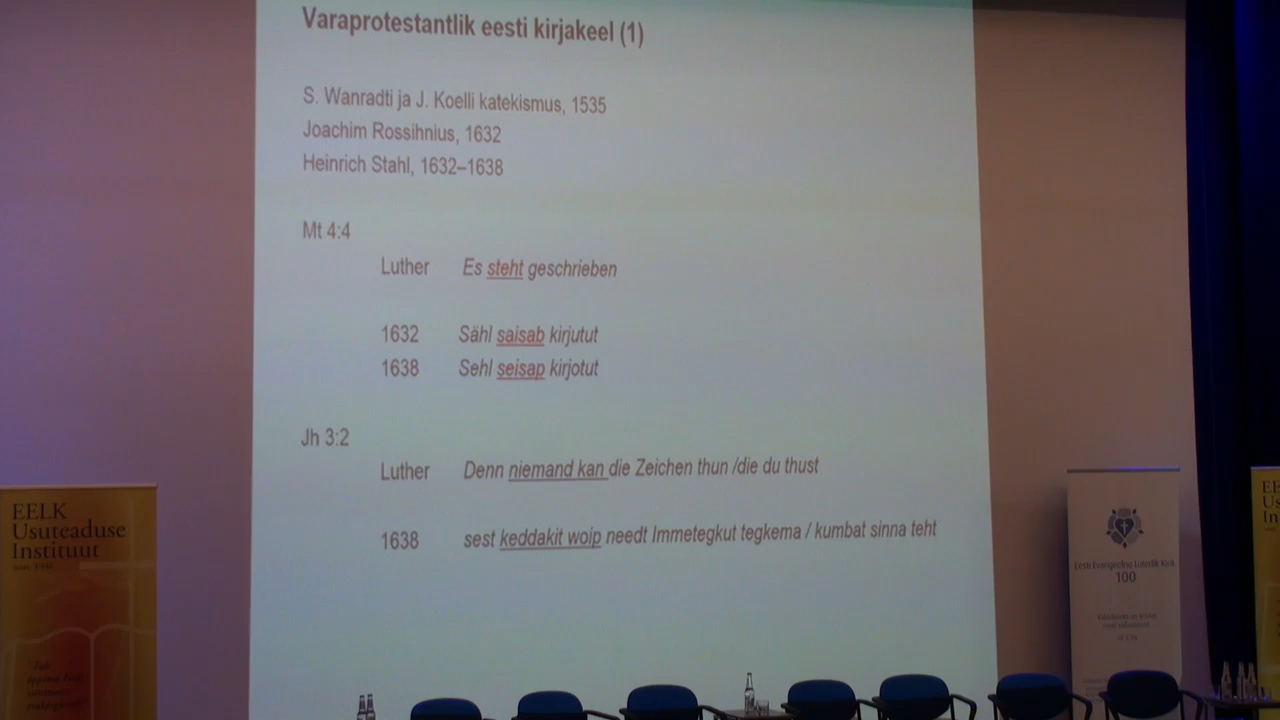 Varaprotestantlik eesti kirjakeel (1)
S. Wanradti ja J. Koelli katekismus, 1535
Joachim Rossihnius, 1632
Heinrich Stahl, 1632–1638
Mt 4:4
Luther Es steht geschrieben
1632 Sähl saisab kirjutut
1638 Sehl seisap kirjotut
Jh 3:2
Luther Denn niemand kan die Zeichen thun /die du thust
1638 sest keddakit woip needt Immetegkut tegkema / kumbat sinna teht
EELK
Usuteaduse
Instituut
Eesti Evangeelne Luterlik Kirik
100